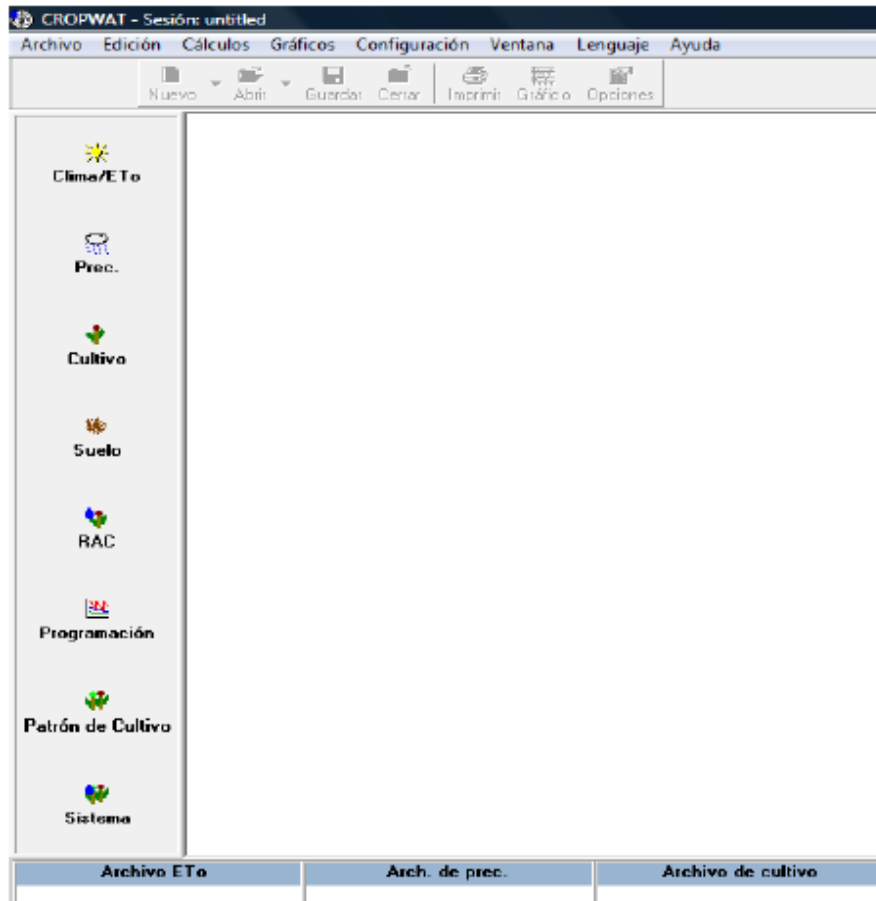 CROPWAT - Sesión: untitled
Archivo Edición Cálculos Gráficos Configuración Ventana Lenguaje Ayuda
Nuevo Abrir Guardar Cerrar Imprimir Gráfico Opciones
Clima/ETo
Prec.
Cultivo
Suelo
RAC
Programación
Patrón de Cultivo
Sistema
Archivo ETo Arch. de prec. Archivo de cultivo